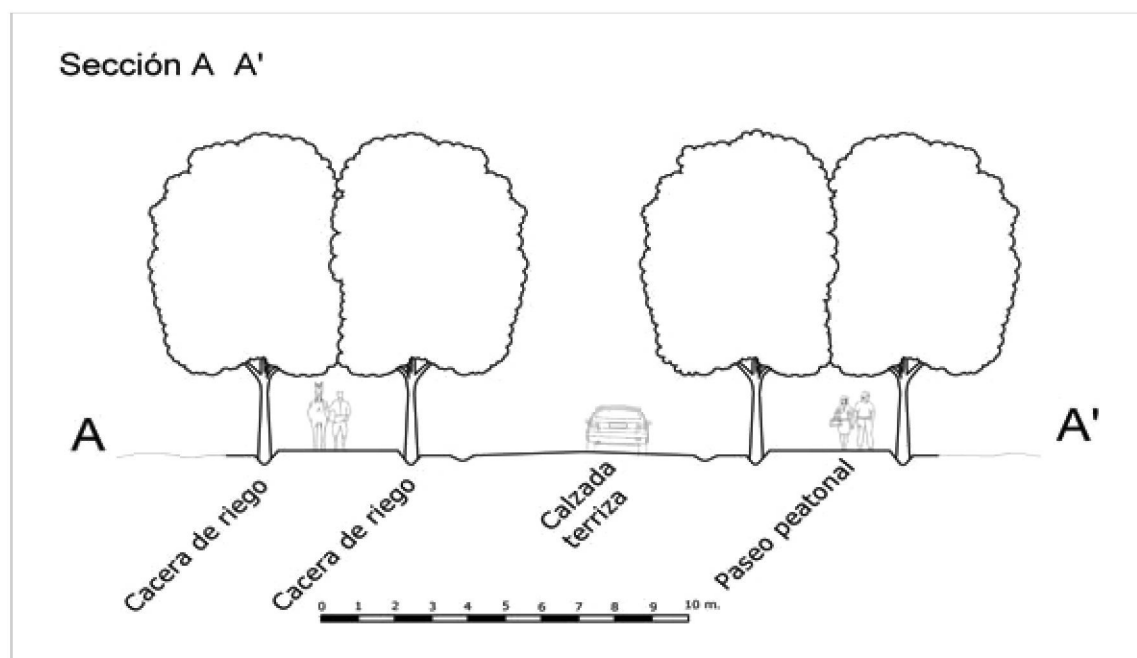 Sección A A'
A
A'
Cacera de riego
Cacera de riego
Calzada
terriza
Paseo peatonal
0 1 2 3 4 5 6 7 8 9 10 m.